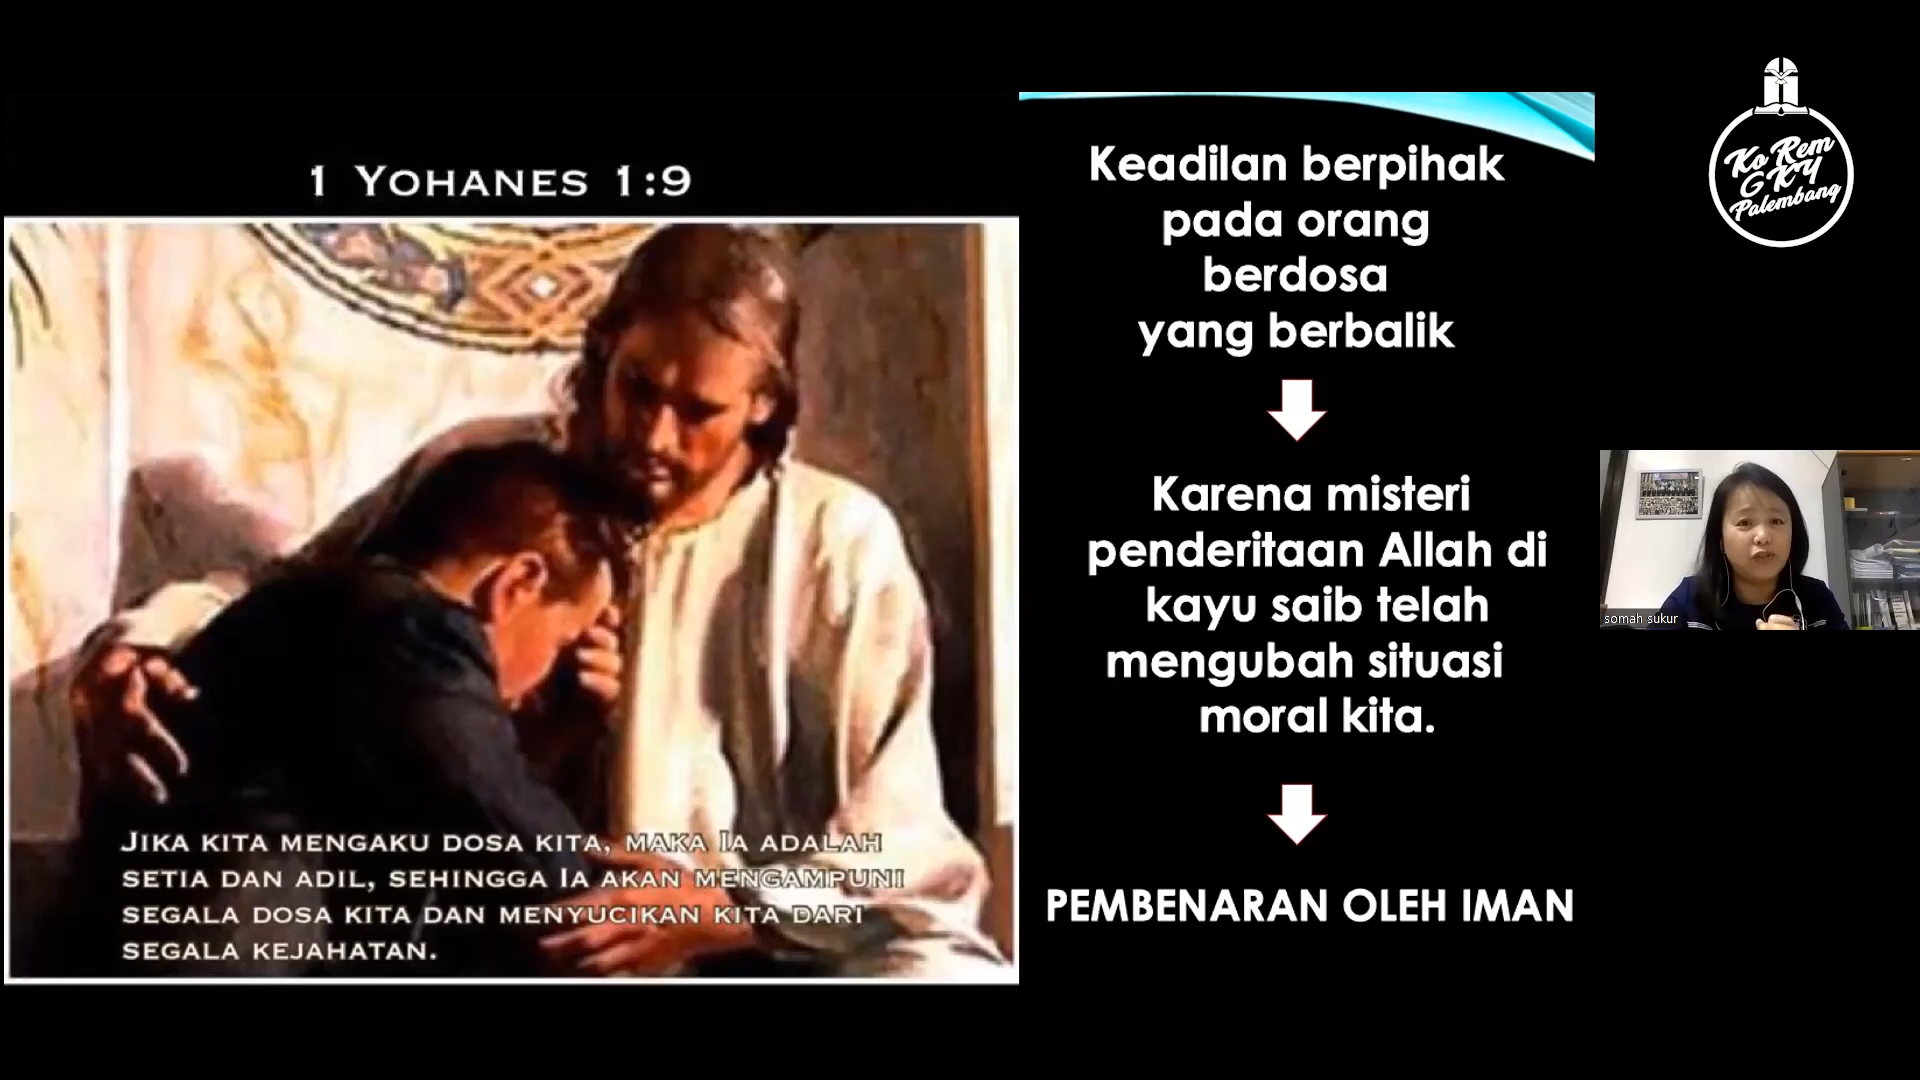 1 YOHANES 1:9
JIKA KITA MENGAKU DOSA KITA, MAKA IA ADALAH
SETIA DAN ADIL, SEHINGGA IA AKAN MENGAMPUNI
SEGALA DOSA KITA DAN MENYUCIKAN KITA DARI
SEGALA KEJAHATAN.
Keadilan berpihak
pada orang
berdosa
yang berbalik
Karena misteri
penderitaan Allah di
kayu saib telah
mengubah situasi
moral kita.
PEMBENARAN OLEH IMAN
Ko Rem
GKY
Palembang
somah sukur